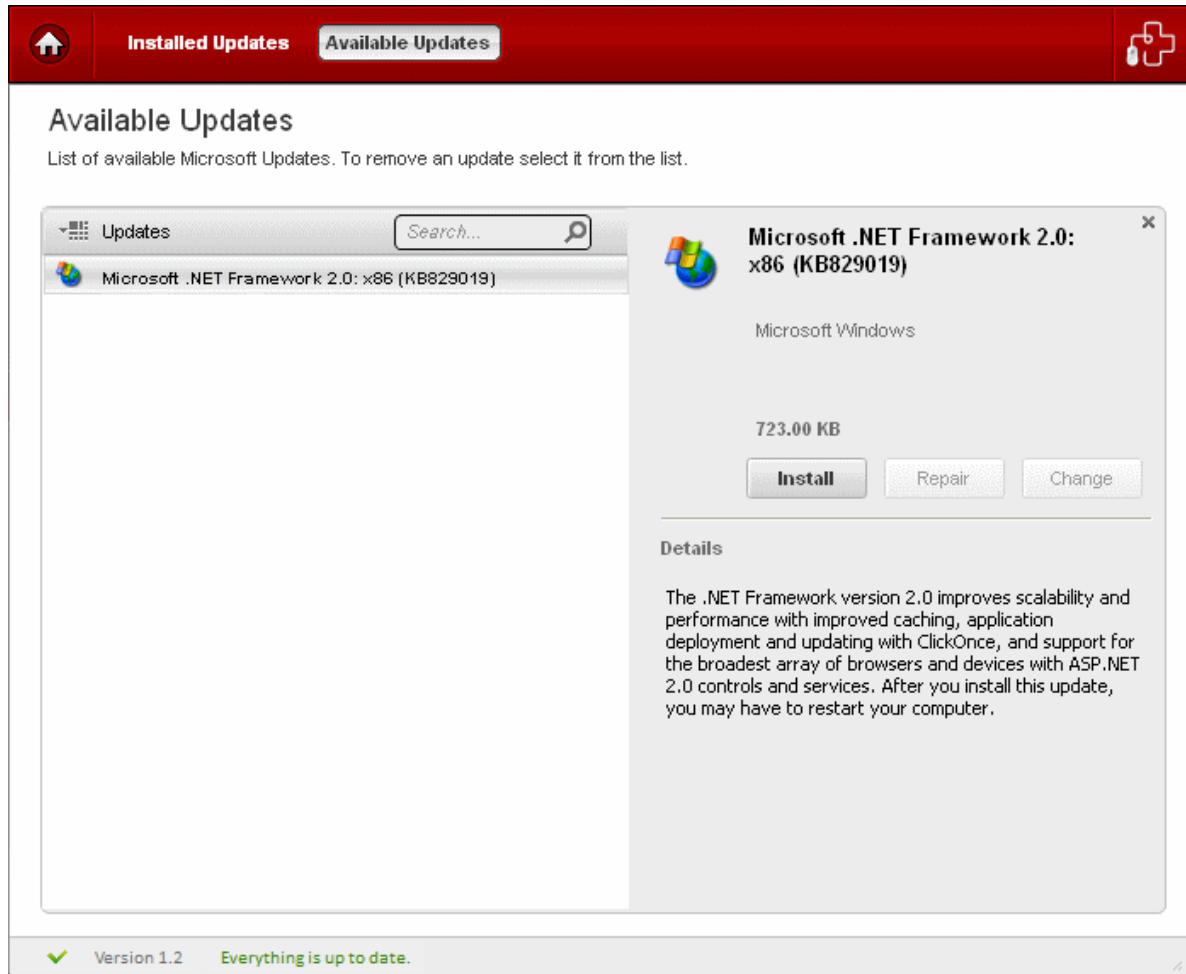 Installed Updates Available Updates
Available Updates
List of available Microsoft Updates. To remove an update select it from the list.
Updates Search...
Microsoft .NET Framework 2.0: x86 (KB829019)
Microsoft .NET Framework 2.0:
x86 (KB829019)
Microsoft Windows
723.00 KB
Install Repair Change
Details
The .NET Framework version 2.0 improves scalability and
performance with improved caching, application
deployment and updating with ClickOnce, and support for
the broadest array of browsers and devices with ASP.NET
2.0 controls and services. After you install this update,
you may have to restart your computer.
Version 1.2 Everything is up to date.